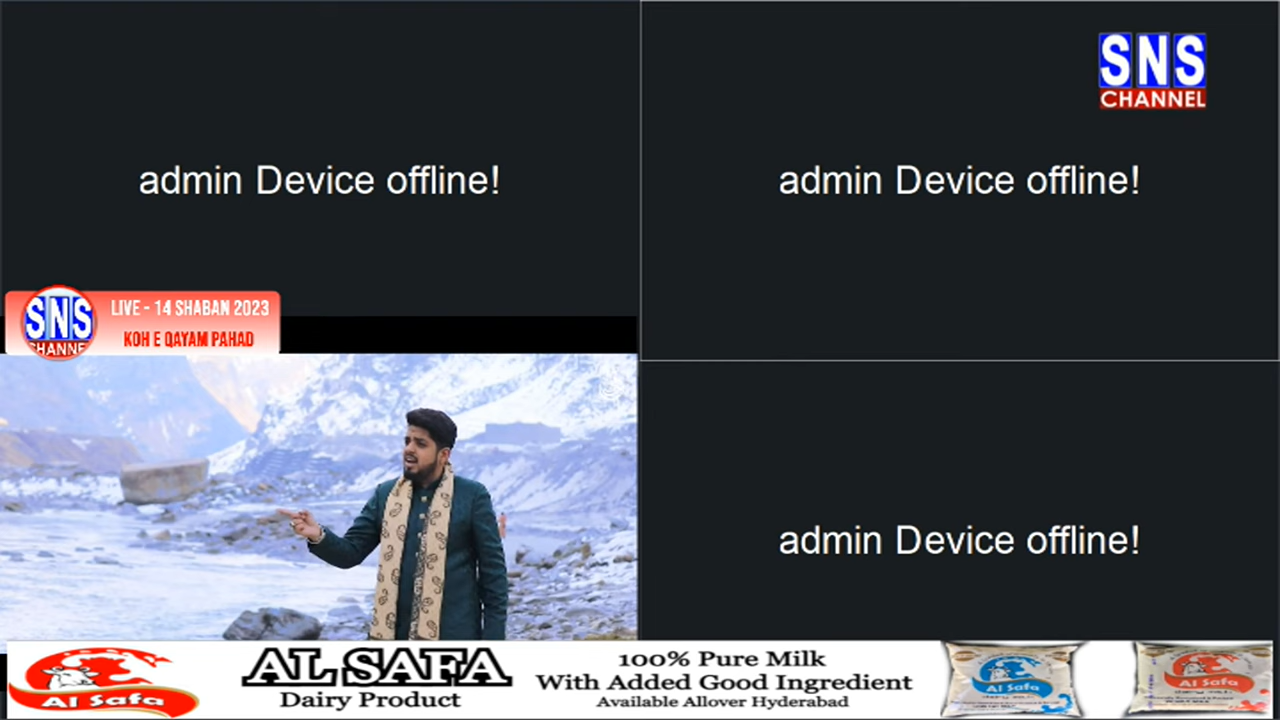 admin Device offline!
admin Device offline!
SNS
CHANNEL
SNS
CHANNEL
LIVE - 14 SHABAN 2023
KOH E QAYAM PAHAD
admin Device offline!
Al Safa
AL SAFA
Dairy Product
100% Pure Milk
With Added Good Ingredient
Available Allover Hyderabad
Al Safa
Al Safa